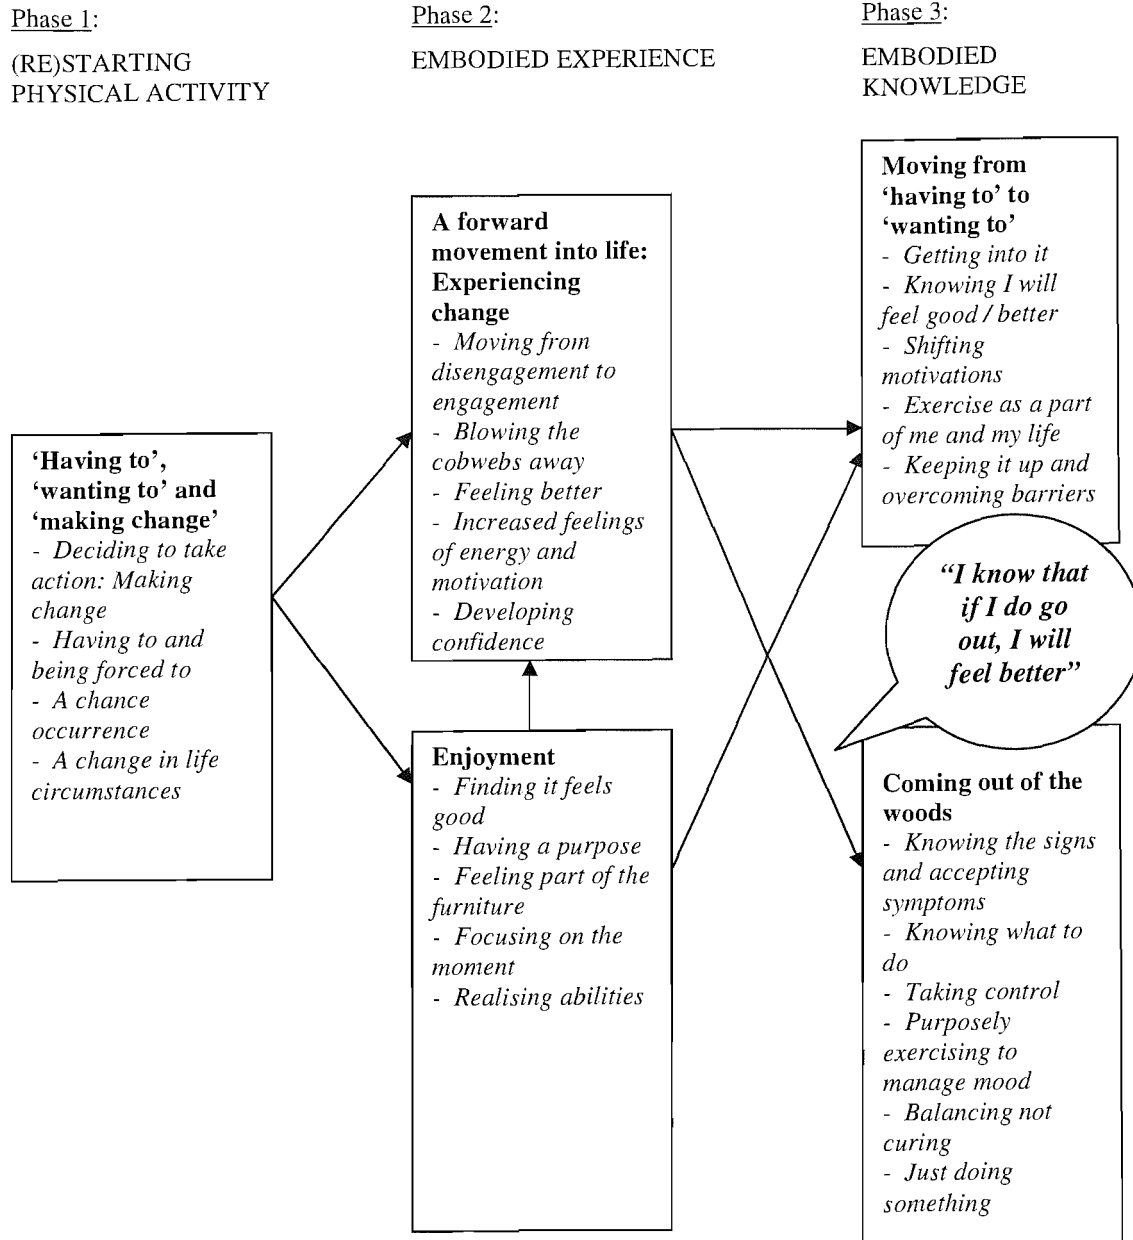 Phase 1:
(RE)STARTING
PHYSICAL ACTIVITY
Phase 2:
EMBODIED EXPERIENCE
Phase 3:
EMBODIED
KNOWLEDGE
‘Having to’,
‘wanting to’ and
‘making change’
- Deciding to take
action: Making
change
- Having to and
being forced to
- A chance
occurrence
- A change in life
circumstances
A forward
movement into life:
Experiencing
change
- Moving from
disengagement to
engagement
- Blowing the
cobwebs away
- Feeling better
- Increased feelings
of energy and
motivation
- Developing
confidence
Enjoyment
- Finding it feels
good
- Having a purpose
- Feeling part of the
furniture
- Focusing on the
moment
- Realising abilities
Moving from
‘having to’ to
‘wanting to’
- Getting into it
- Knowing I will
feel good / better
- Shifting
motivations
- Exercise as a part
of me and my life
- Keeping it up and
overcoming barriers
“I know that
if I do go
out, I will
feel better”
Coming out of the
woods
- Knowing the signs
and accepting
symptoms
- Knowing what to
do
- Taking control
- Purposely
exercising to
manage mood
- Balancing not
curing
- Just doing
something